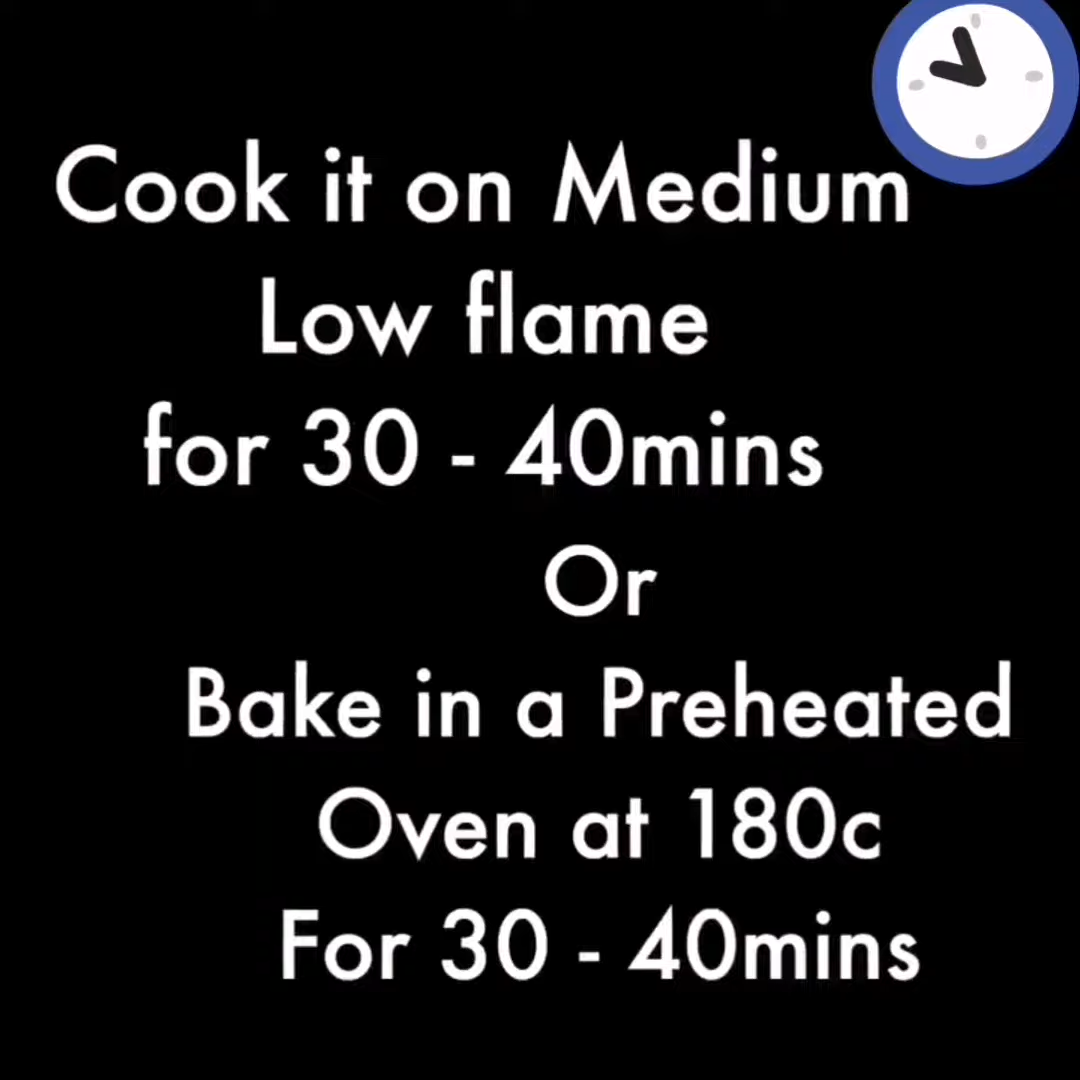 Cook it on Medium
Low flame
for 30 - 40mins
Or
Bake in a Preheated
Oven at 180c
For 30 - 40mins